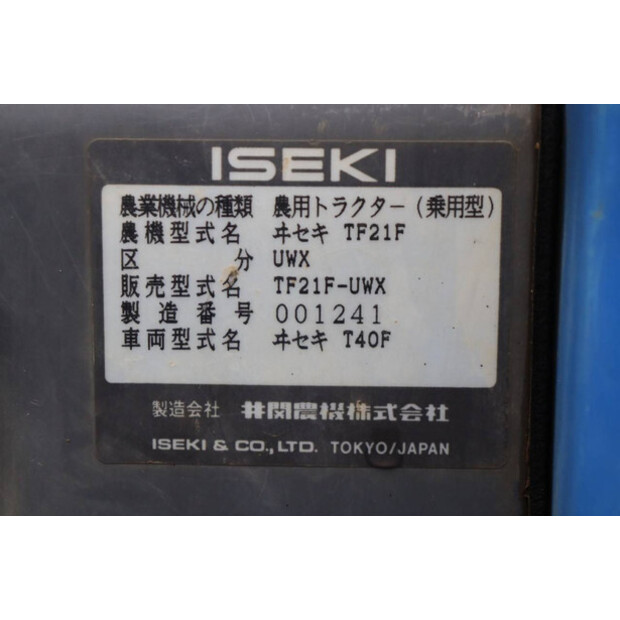 ISEKI
農業機械の種類 農用トラクター(乗用型)
農機型式名 ヰセキ TF21F
区分 UWX
販売型式名 TF21F-UWX
製造番号 001241
車両型式名 ヰセキ T40F
製造会社 井関農機株式会社
ISEKI & CO., LTD. TOKYO/JAPAN